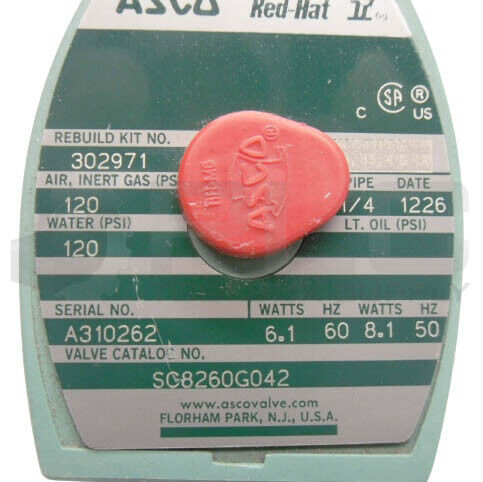 ASCO Red-Hat II
C SA ® US
REBUILD KIT NO.
302971
AIR, INERT GAS (PS PIPE DATE
120 1/4 1226
WATER (PSI) LT. OIL (PSI)
120
ASCO®
SERIAL NO. WATTS HZ WATTS HZ
A310262 6.1 60 8.1 50
VALVE CATALOG NO.
SC8260G042
www.ascovalve.com
FLORHAM PARK, N.J., U.S.A.